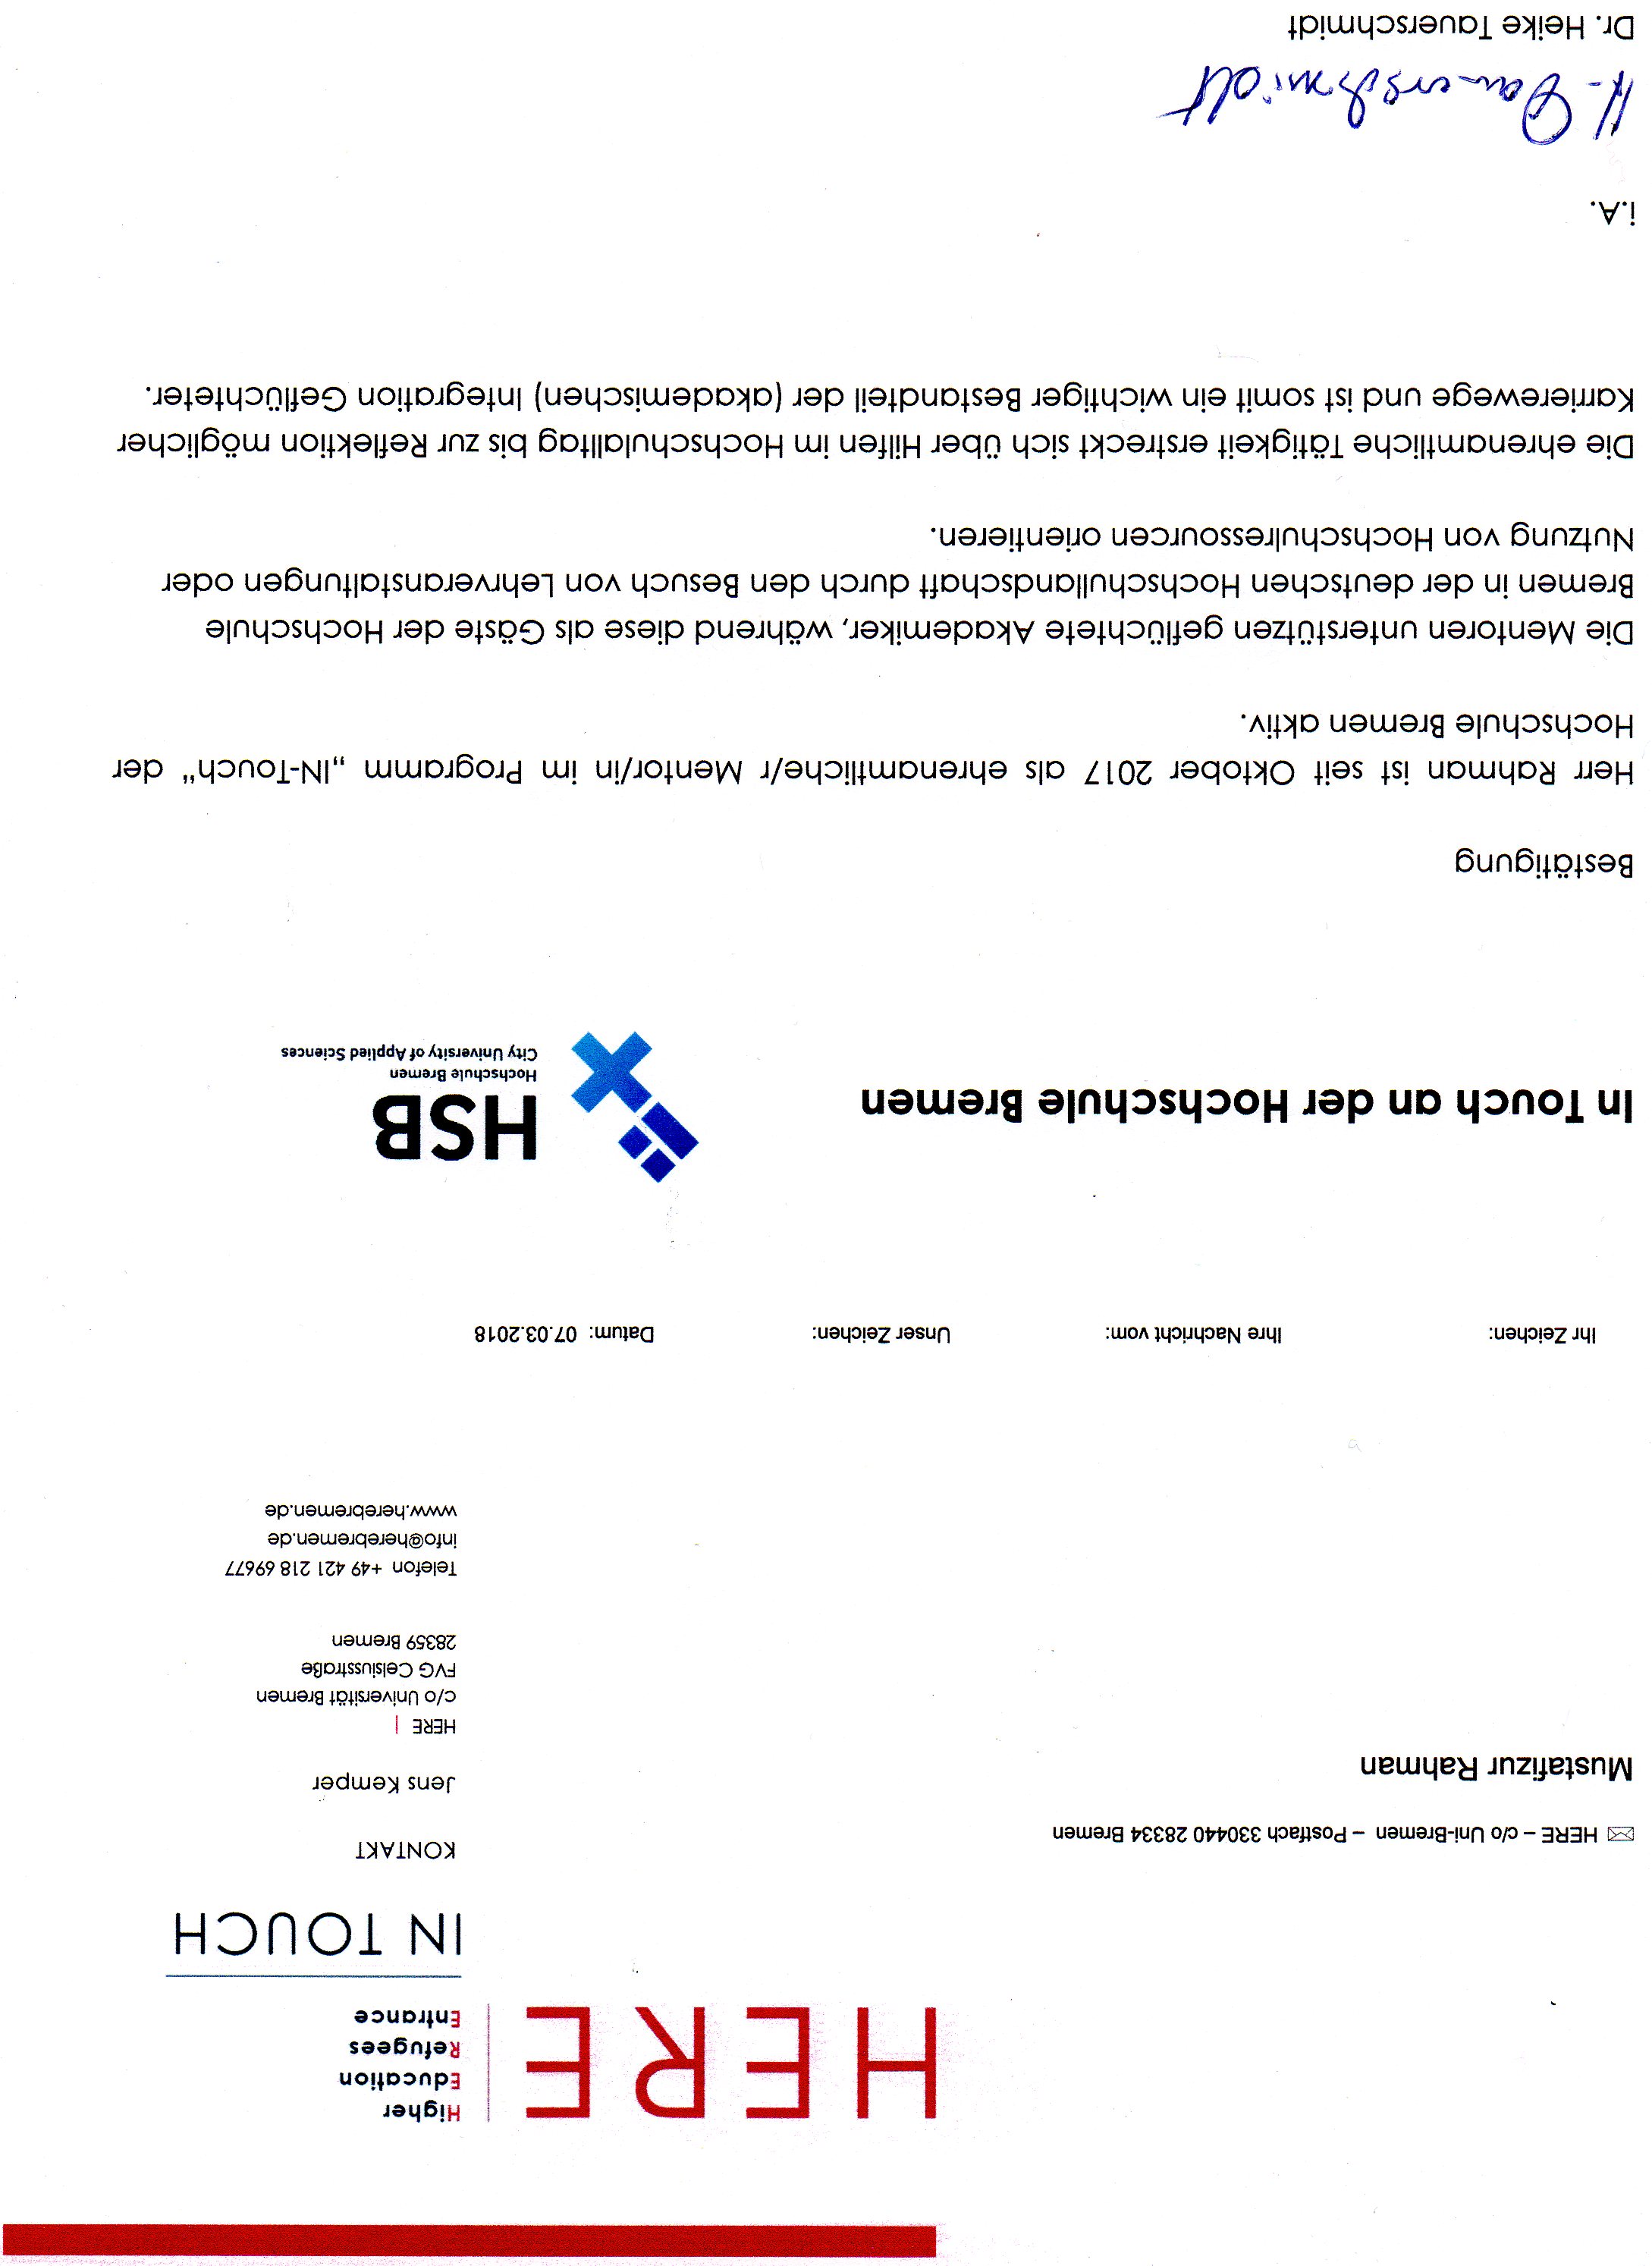 HERE
Higher
Education
Refugees
Entrance
IN TOUCH
KONTAKT
HERE – c/o Uni-Bremen – Postfach 330440 28334 Bremen
Mustafizur Rahman
Jens Kemper
HERE |
c/o Universität Bremen
FVG Celsiusstraße
28359 Bremen
Telefon +49 421 218 69677
info@herebremen.de
www.herebremen.de
Ihr Zeichen: Ihre Nachricht vom: Unser Zeichen: Datum: 07.03.2018
In Touch an der Hochschule Bremen
HSB
Hochschule Bremen
City University of Applied Sciences
Bestätigung
Herr Rahman ist seit Oktober 2017 als ehrenamtliche/r Mentor/in im Programm „IN-Touch“ der
Hochschule Bremen aktiv.
Die Mentoren unterstützen geflüchtete Akademiker, während diese als Gäste der Hochschule
Bremen in der deutschen Hochschullandschaft durch den Besuch von Lehrveranstaltungen oder
Nutzung von Hochschulressourcen orientieren.
Die ehrenamtliche Tätigkeit erstreckt sich über Hilfen im Hochschulalltag bis zur Reflektion möglicher
Karrierewege und ist somit ein wichtiger Bestandteil der (akademischen) Integration Geflüchteter.
i.A.
H. Tauerschmidt
Dr. Heike Tauerschmidt